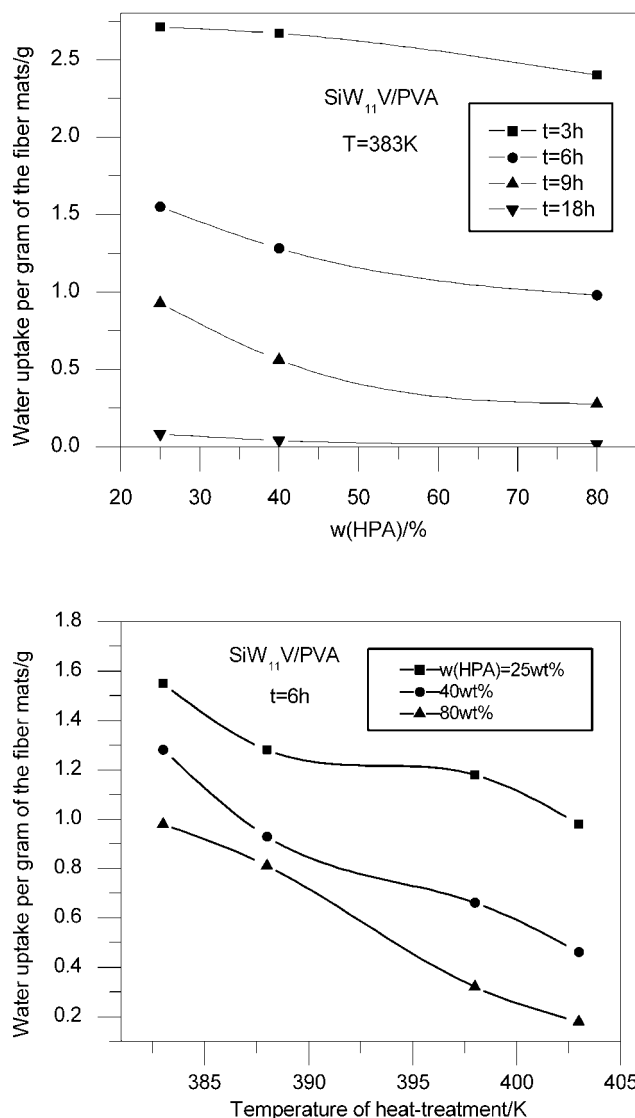 Water uptake per gram of the fiber mats/g
2.5
2.0
1.5
1.0
0.5
0.0
SiW₁₁V/PVA
T=383K
t=3h
t=6h
t=9h
t=18h
20 30 40 50 60 70 80
w(HPA)/%
Water uptake per gram of the fiber mats/g
1.8
1.6
1.4
1.2
1.0
0.8
0.6
0.4
0.2
SiW₁₁V/PVA
t=6h
w(HPA)=25wt%
40wt%
80wt%
385 390 395 400 405
Temperature of heat-treatment/K